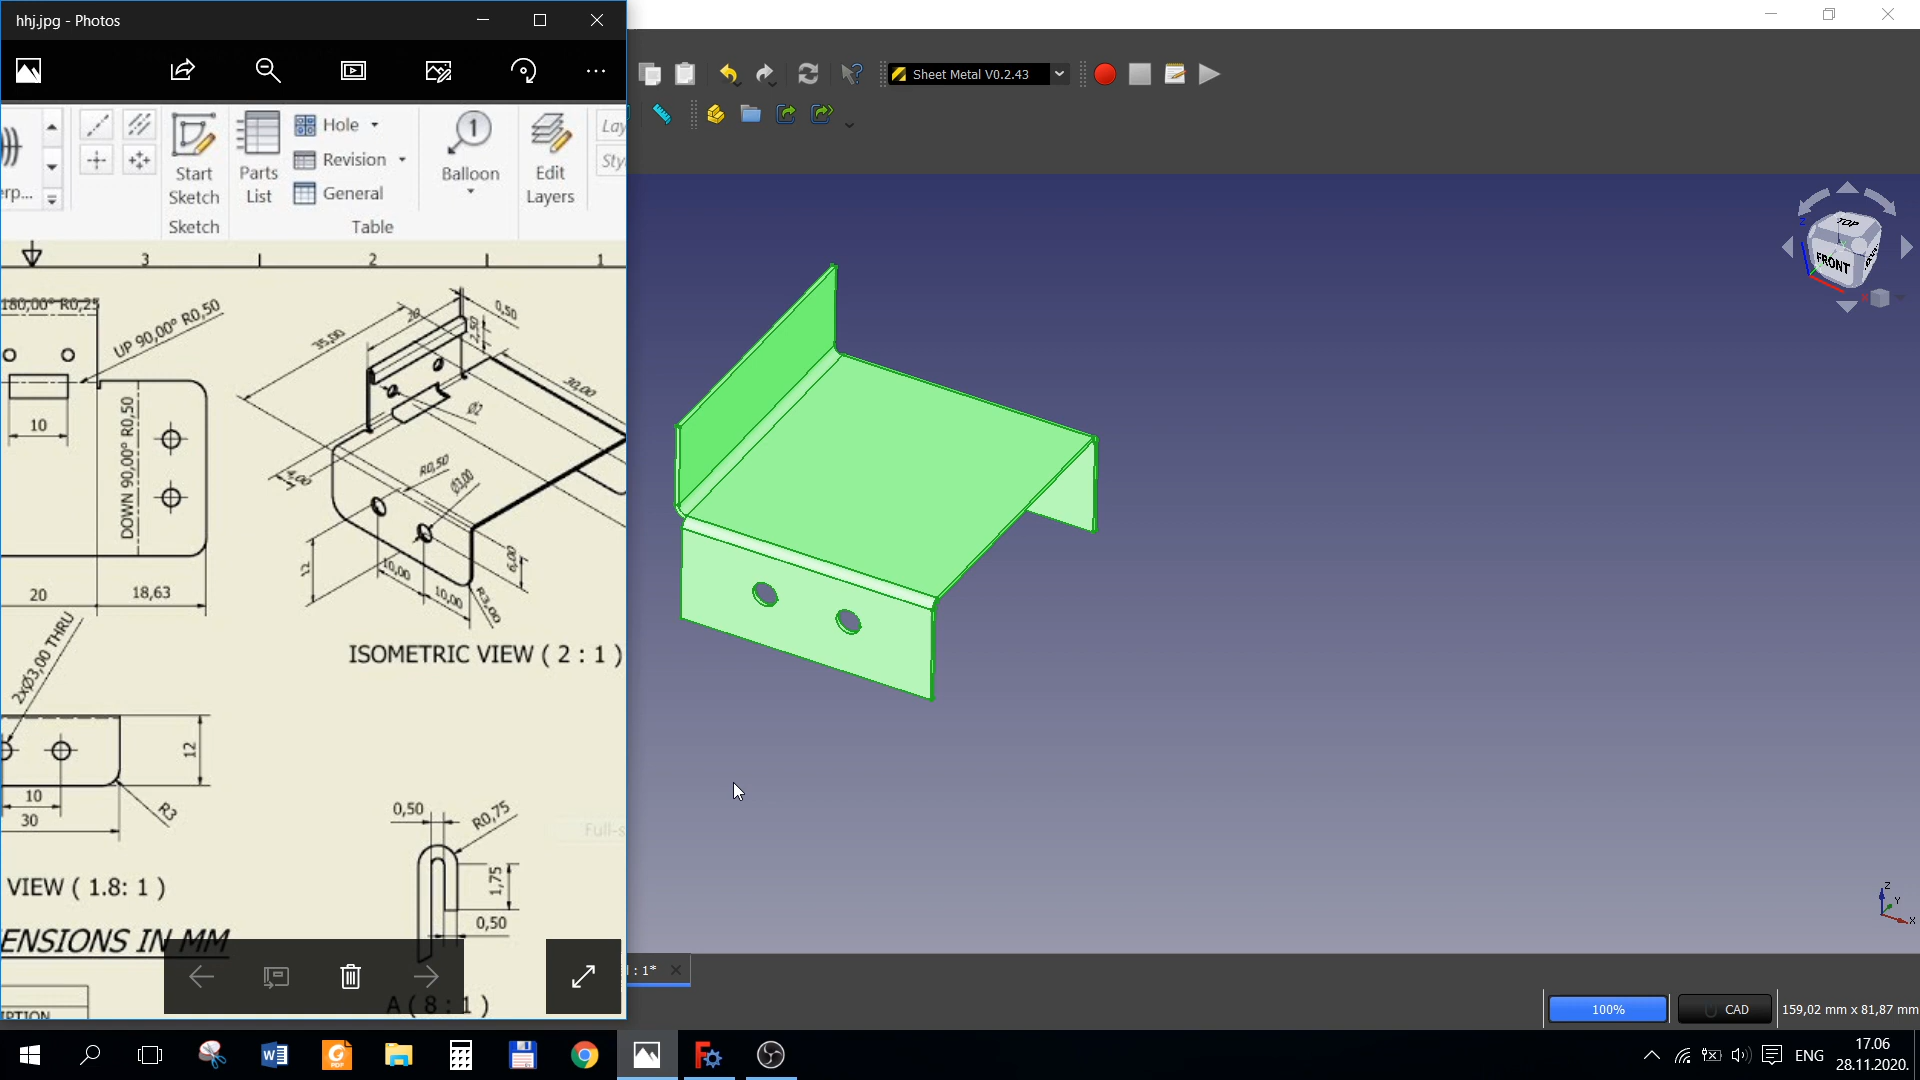 hhj.jpg - Photos
Sheet Metal V0.2.43
Hole
Revision
General
Start
Sketch
Parts
List
Balloon
1
Edit
Layers
Sketch
Table
3
2
1
180,00° R0,25
UP 90,00° R0,50
10
DOWN 90,00° R0,50
20
18,63
2xØ3,00 THRU
35,00
20
0,50
2,50
30,00
Ø2
4,00
R0,50
Ø3,00
12
10,00
10,00
6,00
R3,00
ISOMETRIC VIEW ( 2 : 1 )
12
10
30
R3
VIEW ( 1.8: 1 )
0,50
R0,75
1,75
0,50
ENSIONS IN MM
A ( 8 : 1 )
TOP
FRONT
Z
Y
X
: 1*
100%
CAD
159,02 mm x 81,87 mm
ENG
17.06
28.11.2020.